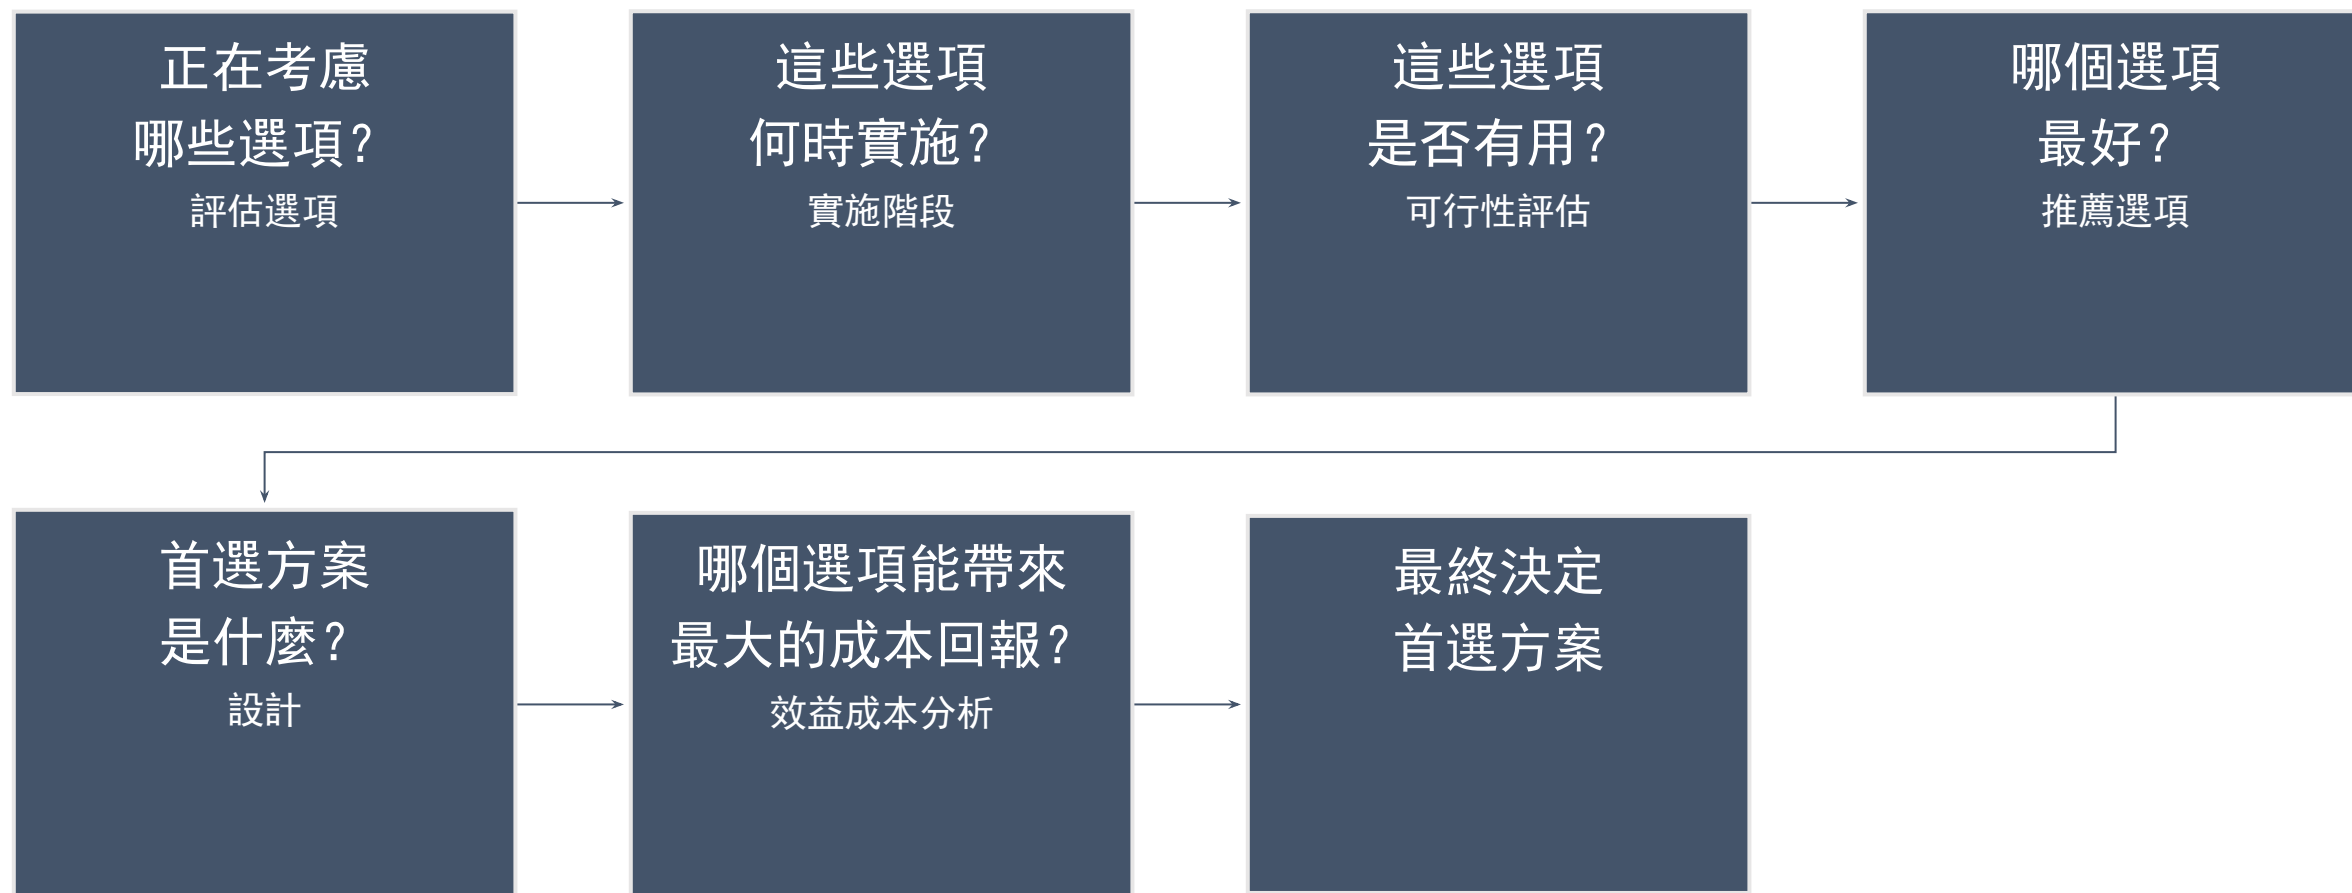 正在考慮
哪些選項?
評估選項
這些選項
何時實施?
實施階段
這些選項
是否有用?
可行性評估
哪個選項
最好?
推薦選項
首選方案
是什麼?
設計
哪個選項能帶來
最大的成本回報?
效益成本分析
最終決定
首選方案